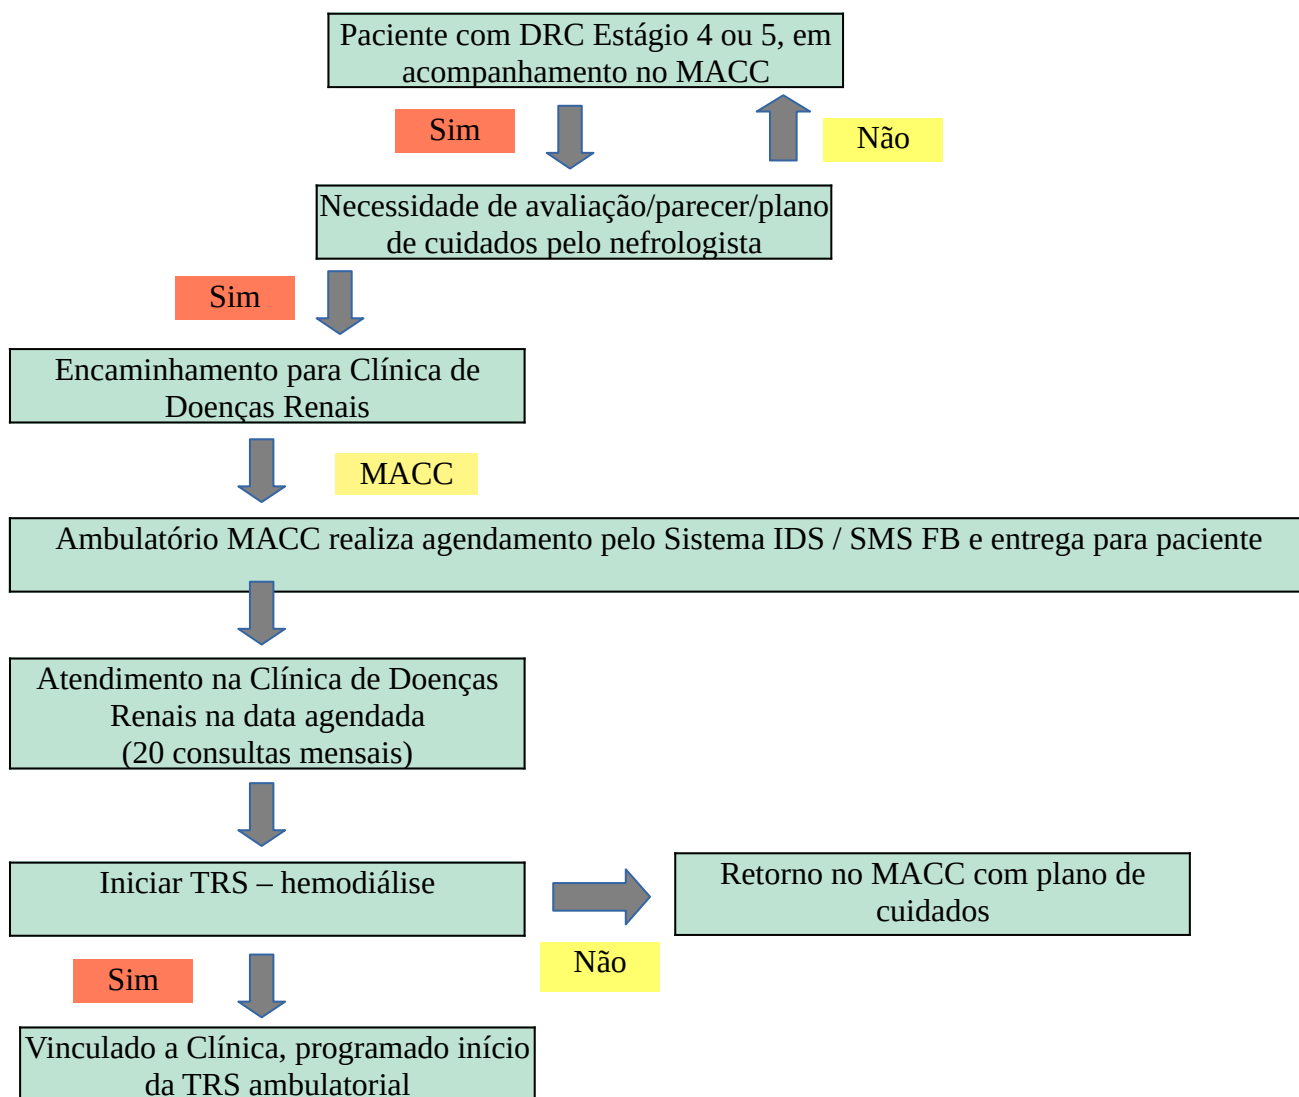 Paciente com DRC Estágio 4 ou 5, em
acompanhamento no MACC
Sim
Não
Necessidade de avaliação/parecer/plano
de cuidados pelo nefrologista
Sim
Encaminhamento para Clínica de
Doenças Renais
MACC
Ambulatório MACC realiza agendamento pelo Sistema IDS / SMS FB e entrega para paciente
Atendimento na Clínica de Doenças
Renais na data agendada
(20 consultas mensais)
Iniciar TRS – hemodiálise
Retorno no MACC com plano de
cuidados
Não
Sim
Vinculado a Clínica, programado início
da TRS ambulatorial